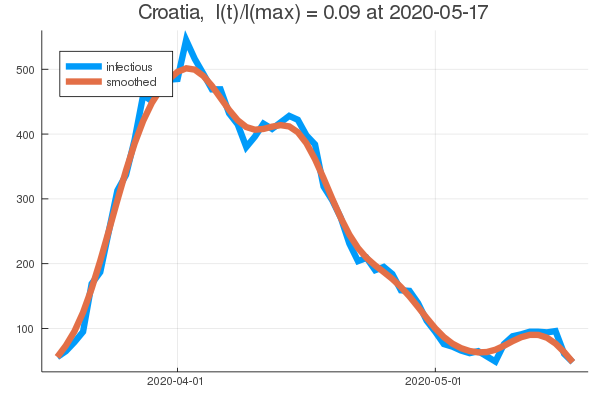 Croatia,  I(t)/I(max) = 0.09 at 2020-05-17
infectious
smoothed
500
400
300
200
100
2020-04-01
2020-05-01